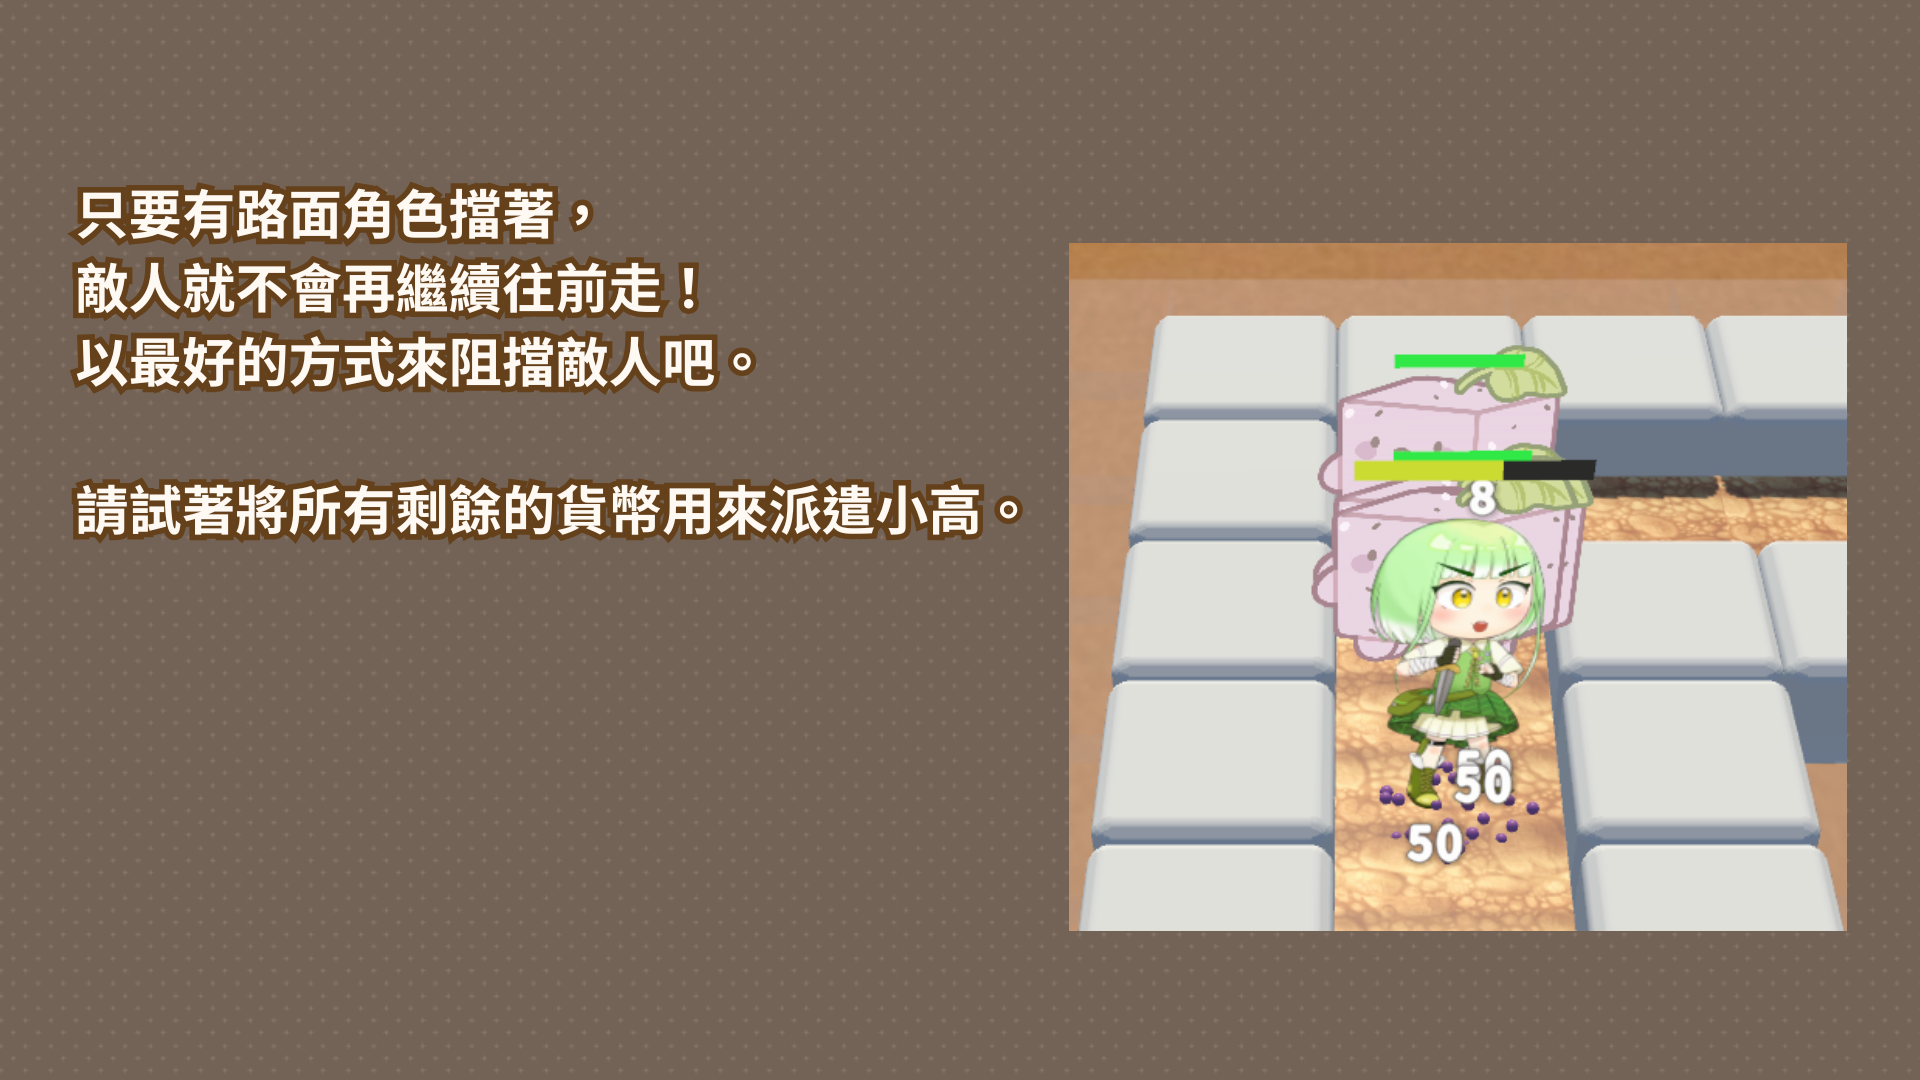 只要有路面角色擋著，
敵人就不會再繼續往前走！
以最好的方式來阻擋敵人吧。
請試著將所有剩餘的貨幣用來派遣小高。
8
50
50
50